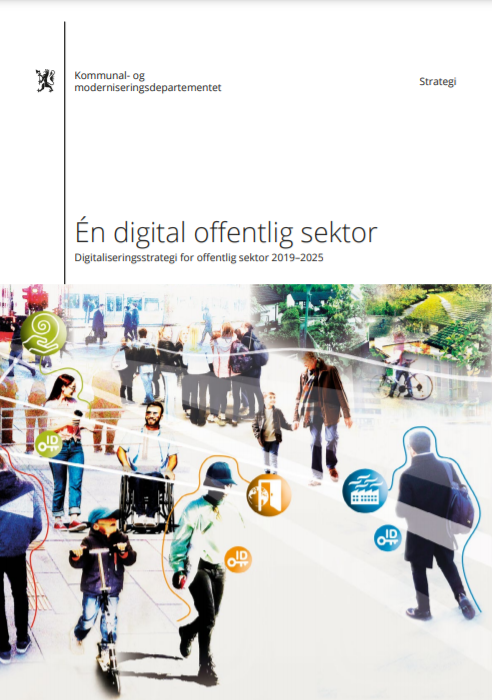 Kommunal- og
moderniseringsdepartementet
Strategi
Én digital offentlig sektor
Digitaliseringsstrategi for offentlig sektor 2019–2025
ID
ID
ID